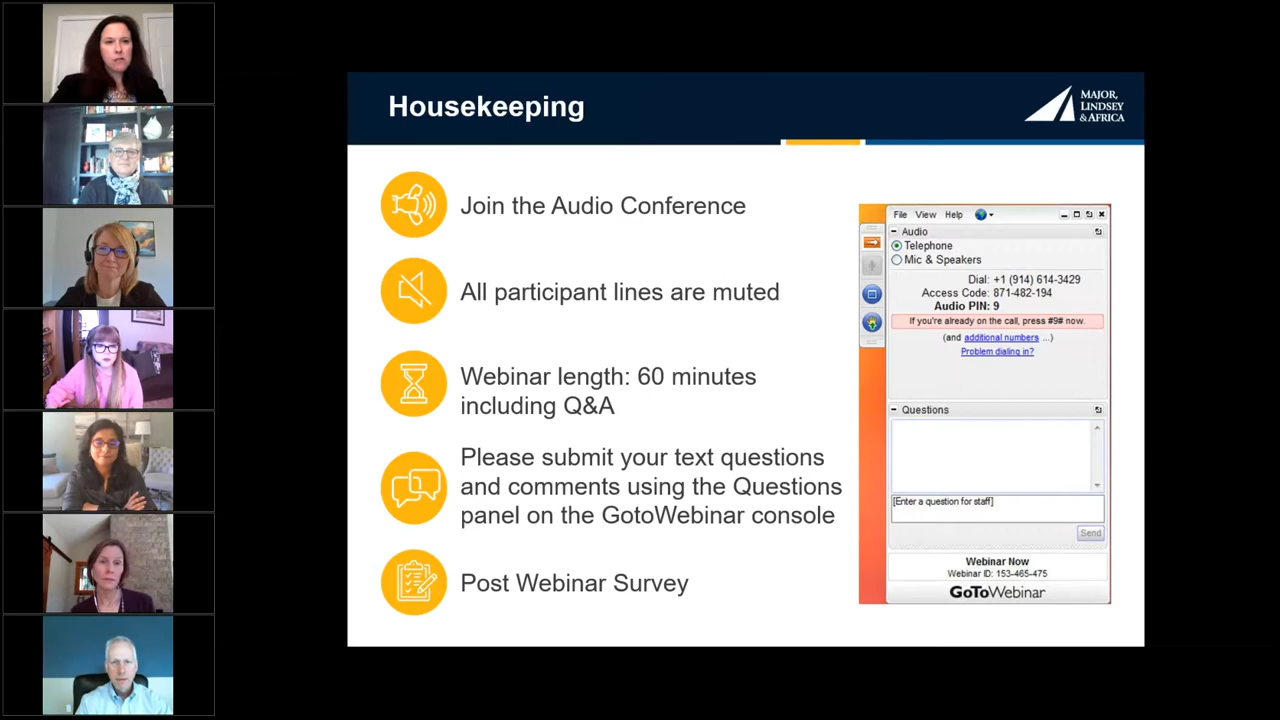 Housekeeping
MAJOR,
LINDSEY
& AFRICA
Join the Audio Conference
All participant lines are muted
Webinar length: 60 minutes
including Q&A
Please submit your text questions
and comments using the Questions
panel on the GotoWebinar console
Post Webinar Survey
File View Help
Audio
Telephone
Mic & Speakers
Dial: +1 (914) 614-3429
Access Code: 871-482-194
Audio PIN: 9
If you're already on the call, press #9# now.
(and additional numbers ...)
Problem dialing in?
Questions
[Enter a question for staff]
Send
Webinar Now
Webinar ID: 153-465-475
GoToWebinar